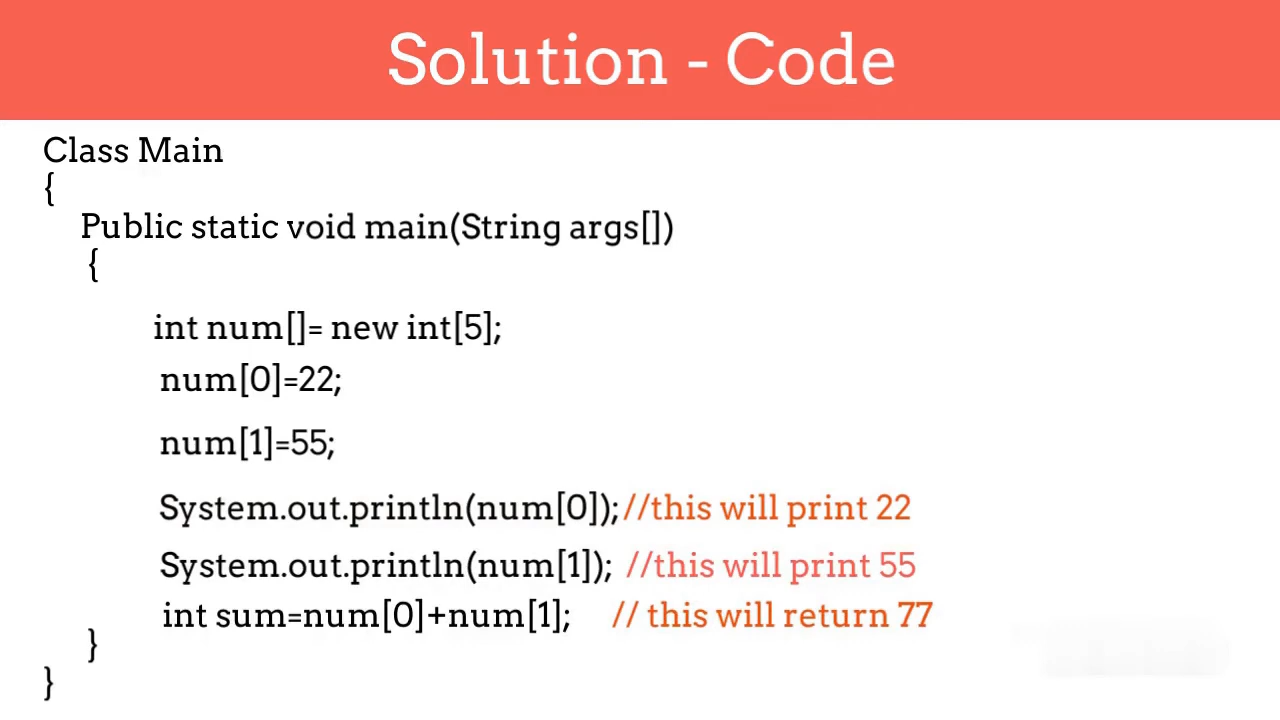 Solution - Code
Class Main
{
Public static void main(String args[])
{
int num[]= new int[5];
num[0]=22;
num[1]=55;
System.out.println(num[0]);//this will print 22
System.out.println(num[1]); //this will print 55
int sum=num[0]+num[1]; // this will return 77
}
}